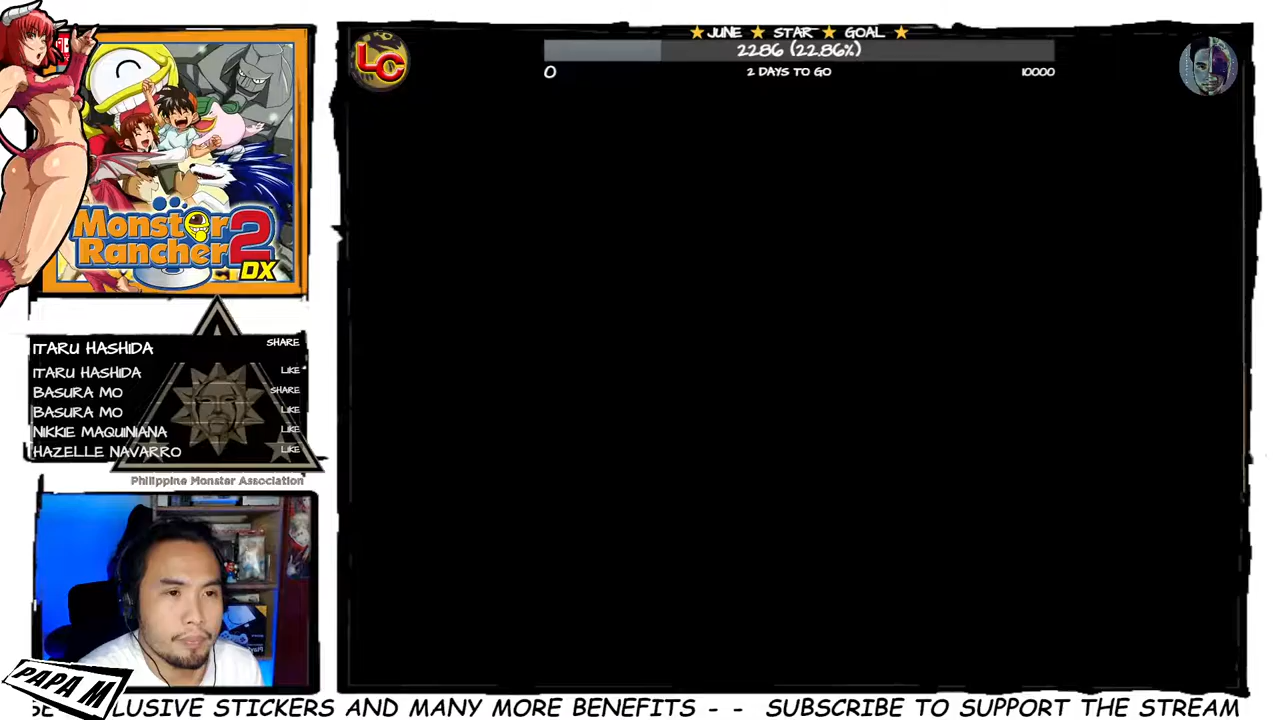 ⭐JUNE ⭐ STAR ⭐ GOAL ⭐
2286 (22.86%)
0
2 DAYS TO GO
10000
LC
Monster
Rancher 2
DX
ITARU HASHIDA SHARE
ITARU HASHIDA LIKE
BASURA MO SHARE
BASURA MO LIKE
NIKKIE MAQUINIANA LIKE
HAZELLE NAVARRO LIKE
Philippine Monster Association
PAPA M
LUSIVE STICKERS AND MANY MORE BENEFITS - - SUBSCRIBE TO SUPPORT THE STREAM